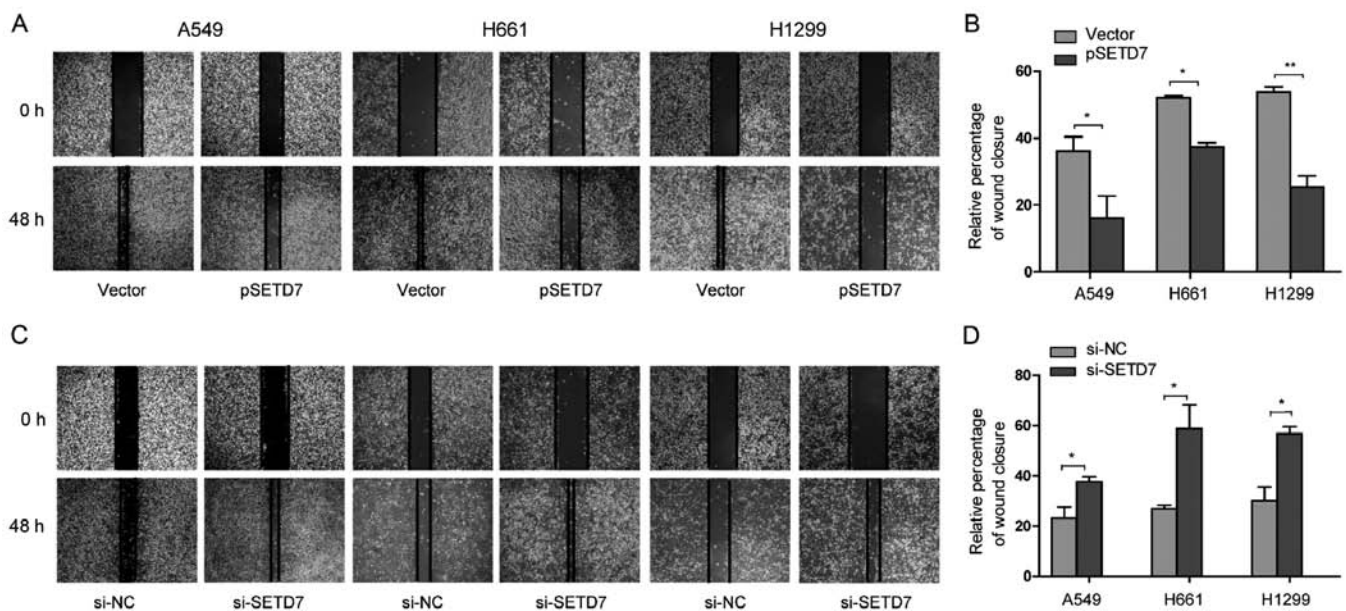 A
A549
H661
H1299
0 h
48 h
Vector
pSETD7
Vector
pSETD7
Vector
pSETD7
B
Vector
pSETD7
Relative percentage
of wound closure
60
40
20
0
*
*
**
A549
H661
H1299
C
0 h
48 h
si-NC
si-SETD7
si-NC
si-SETD7
si-NC
si-SETD7
D
si-NC
si-SETD7
Relative percentage
of wound closure
80
60
40
20
0
*
*
*
A549
H661
H1299